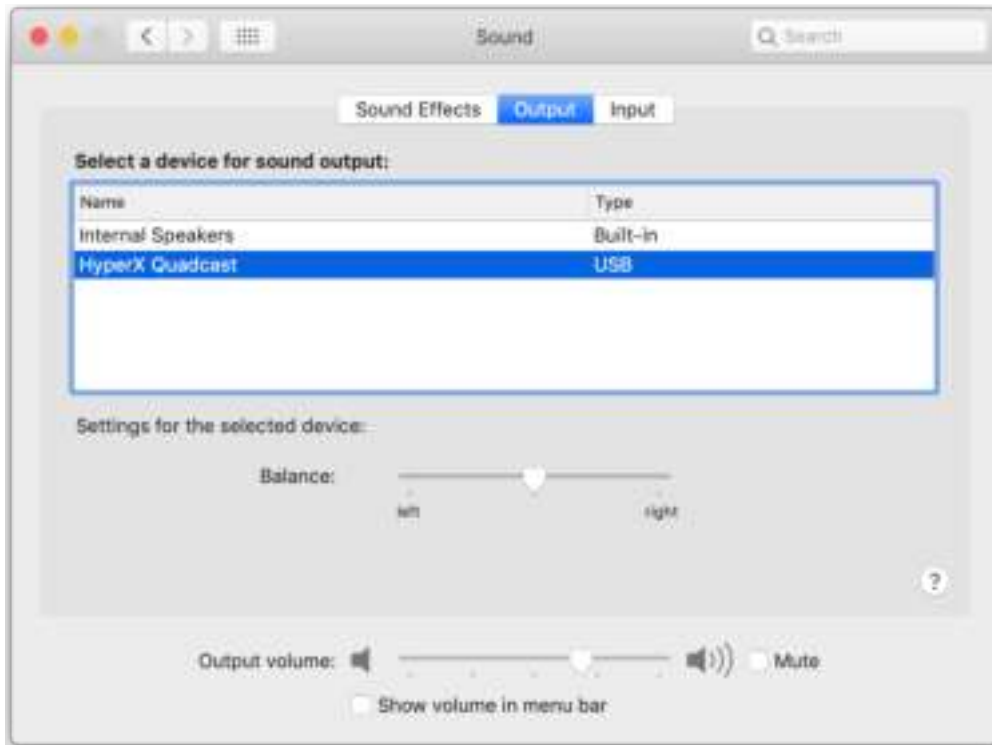 Sound
Search
Sound Effects Output Input
Select a device for sound output:
Name Type
Internal Speakers Built-in
HyperX Quadcast USB
Settings for the selected device:
Balance:
left right
?
Output volume: Mute
Show volume in menu bar